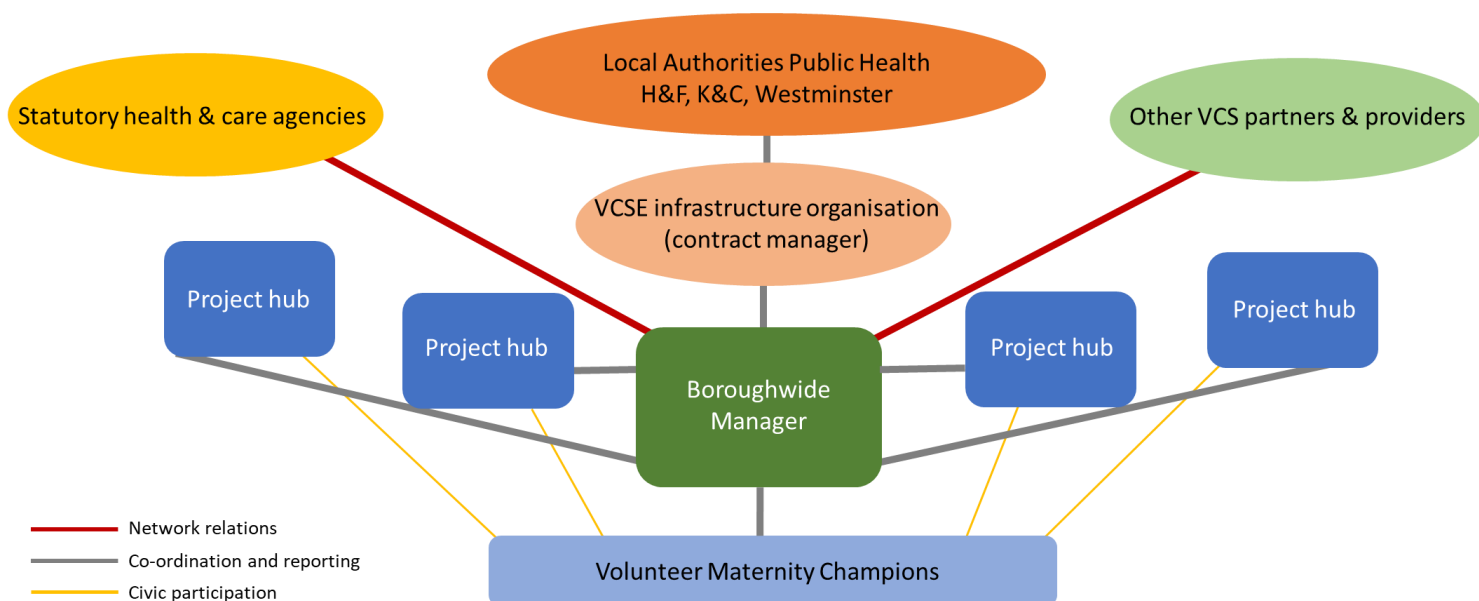 Local Authorities Public Health
H&F, K&C, Westminster
Statutory health & care agencies
Other VCS partners & providers
VCSE infrastructure organisation
(contract manager)
Project hub
Project hub
Project hub
Project hub
Boroughwide
Manager
Network relations
Co-ordination and reporting
Civic participation
Volunteer Maternity Champions